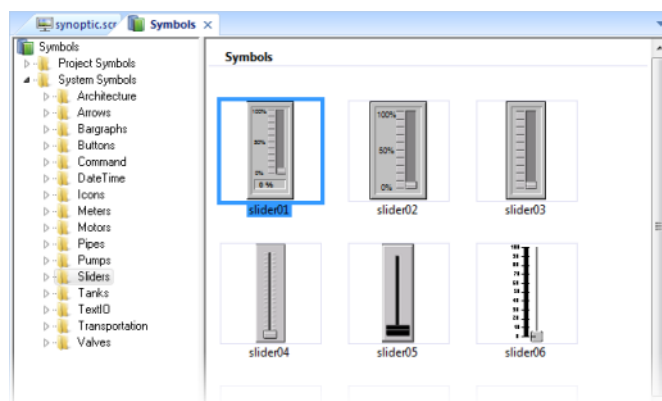 synoptic.scr
Symbols
Symbols
Project Symbols
System Symbols
Architecture
Arrows
Bargraphs
Buttons
Command
DateTime
Icons
Meters
Motors
Pipes
Pumps
Sliders
Tanks
TextIO
Transportation
Valves
Symbols
100%
50%
0%
0 %
slider01
100%
50%
0%
slider02
slider03
slider04
slider05
100
slider06